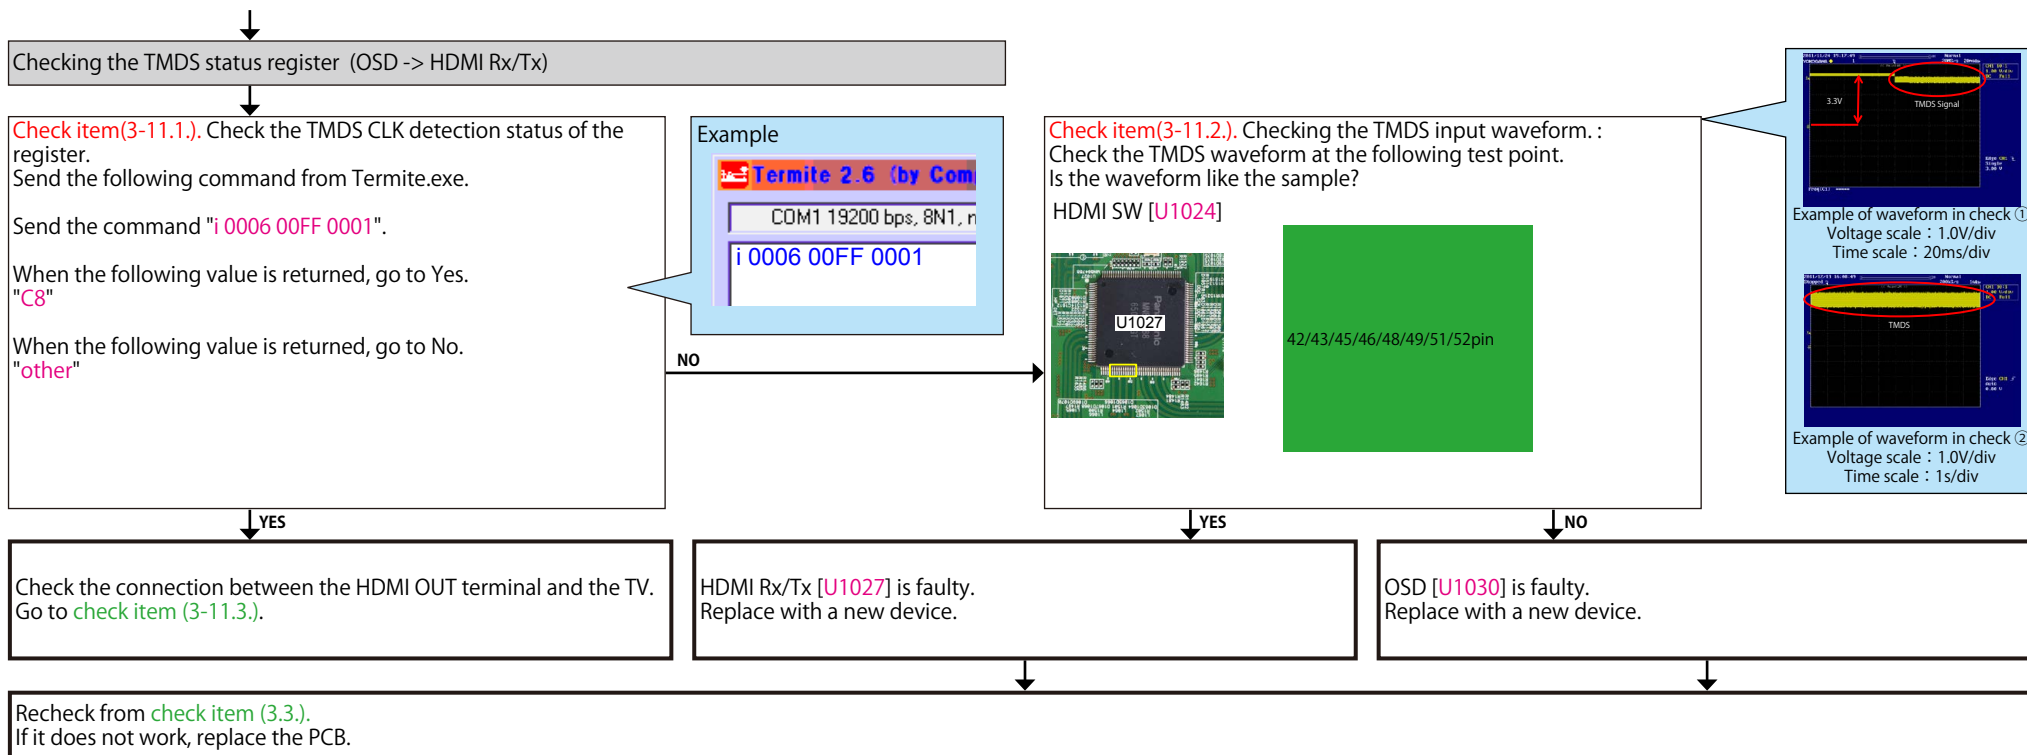 Checking the TMDS status register (OSD -> HDMI Rx/Tx)
Check item(3-11.1.). Check the TMDS CLK detection status of the
register.
Send the following command from Termite.exe.
Send the command "i 0006 00FF 0001".
When the following value is returned, go to Yes.
"C8"
When the following value is returned, go to No.
"other"
Example
Termite 2.6 (by Com
COM1 19200 bps, 8N1, n
i 0006 00FF 0001
NO
Check item(3-11.2.). Checking the TMDS input waveform. :
Check the TMDS waveform at the following test point.
Is the waveform like the sample?
HDMI SW [U1024]
U1027
42/43/45/46/48/49/51/52pin
3.3V
TMDS Signal
Example of waveform in check ①
Voltage scale：1.0V/div
Time scale：20ms/div
TMDS
Example of waveform in check ②
Voltage scale：1.0V/div
Time scale：1s/div
YES
YES
NO
Check the connection between the HDMI OUT terminal and the TV.
Go to check item (3-11.3.).
HDMI Rx/Tx [U1027] is faulty.
Replace with a new device.
OSD [U1030] is faulty.
Replace with a new device.
Recheck from check item (3.3.).
If it does not work, replace the PCB.